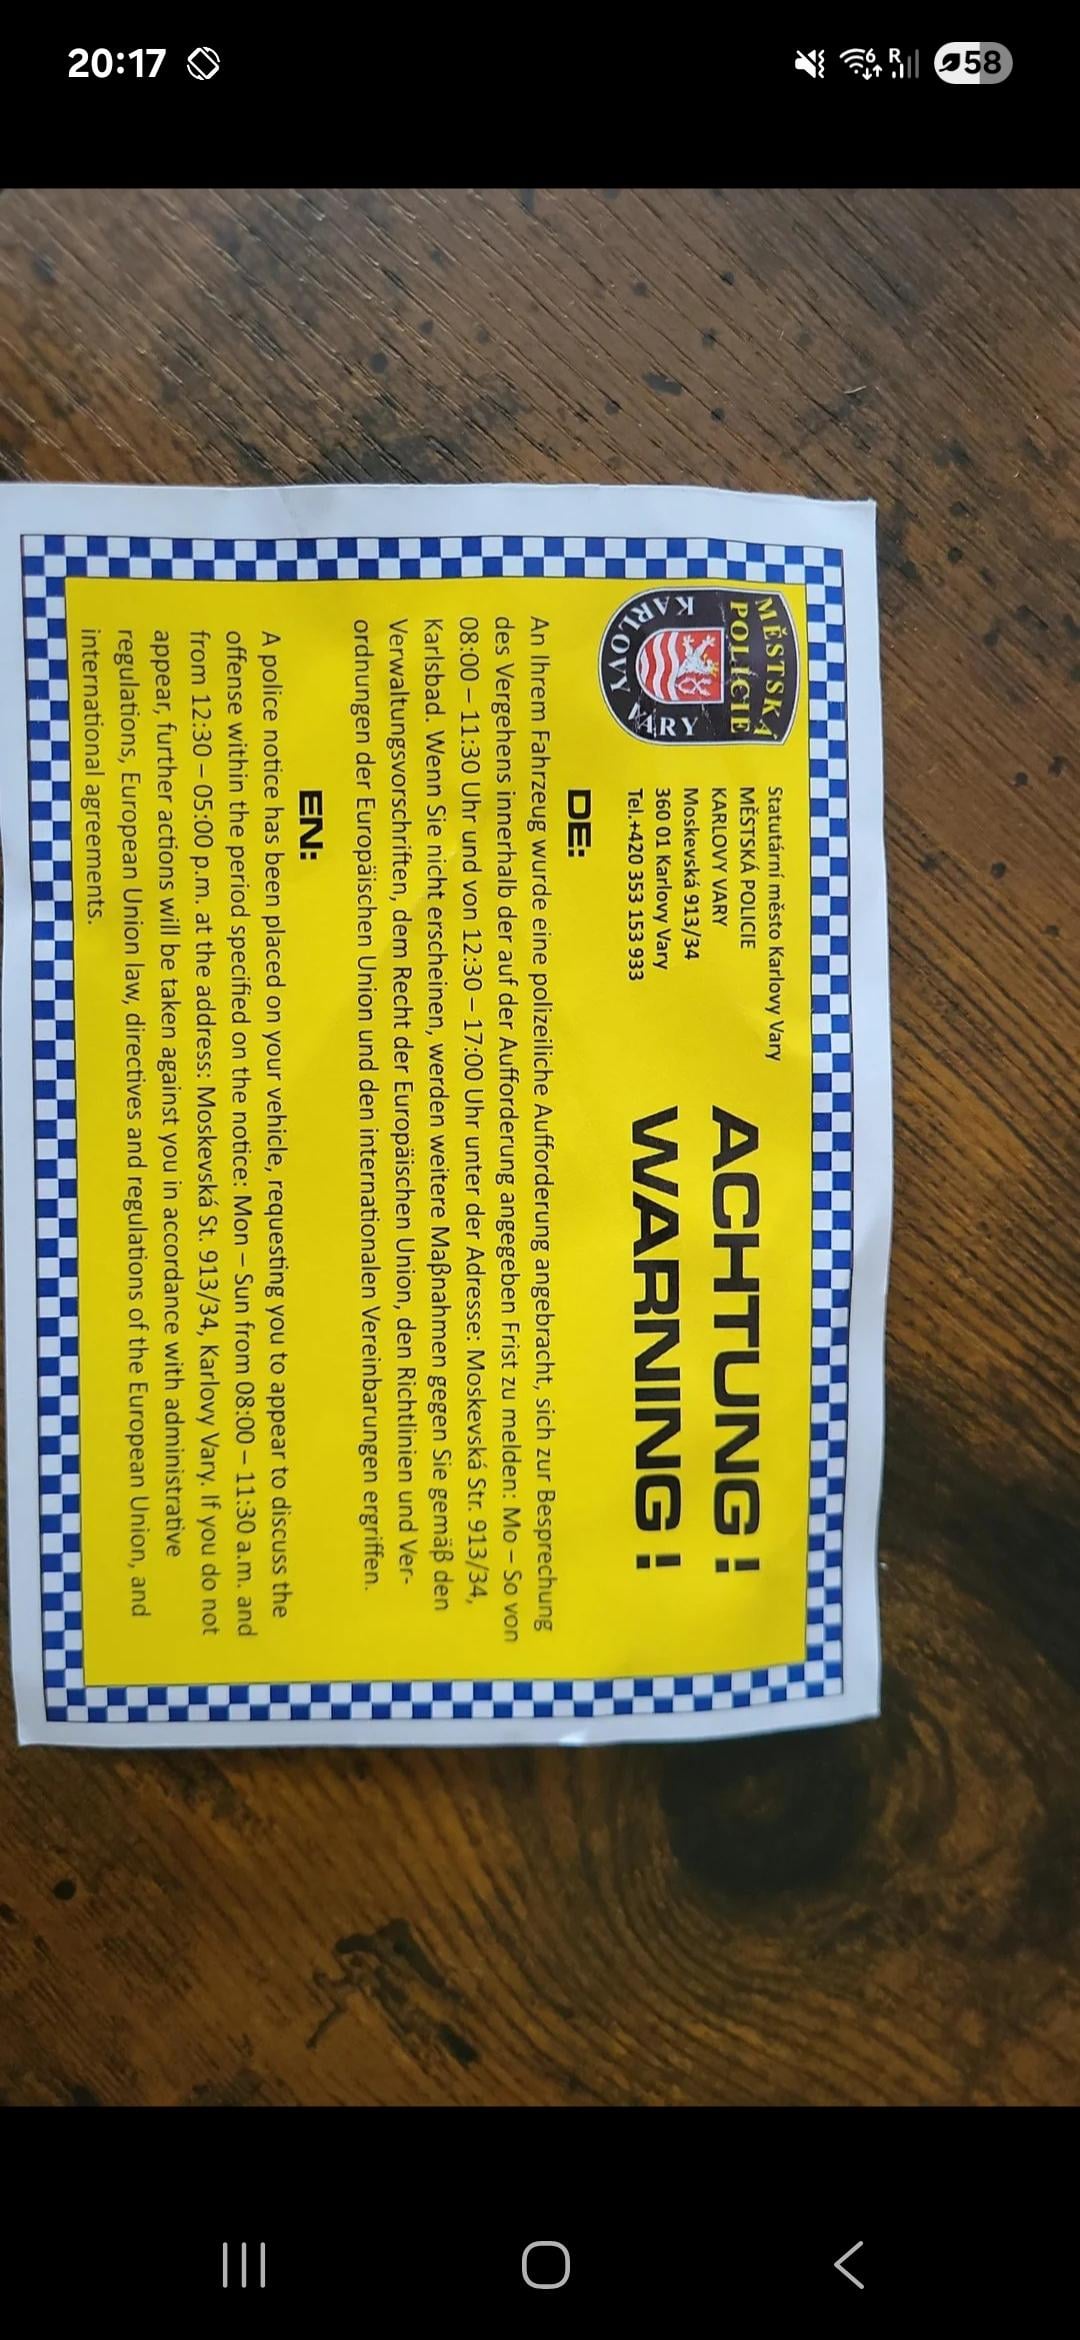 20:17
6
R
58
MĚSTSKÁ
POLICIE
KARLOVY VARY
Statutární město Karlovy Vary
MĚSTSKÁ POLICIE
KARLOVY VARY
Moskevská 913/34
360 01 Karlovy Vary
Tel.+420 353 153 933
ACHTUNG !
WARNING !
DE:
An Ihrem Fahrzeug wurde eine polizeiliche Aufforderung angebracht, sich zur Besprechung
des Vergehens innerhalb der auf der Aufforderung angegeben Frist zu melden: Mo – So von
08:00 – 11:30 Uhr und von 12:30 – 17:00 Uhr unter der Adresse: Moskevská Str. 913/34,
Karlsbad. Wenn Sie nicht erscheinen, werden weitere Maβnahmen gegen Sie gemäβ den
Verwaltungsvorschriften, dem Recht der Europäischen Union, den Richtlinien und Ver-
ordnungen der Europäischen Union und den internationalen Vereinbarungen ergriffen.
EN:
A police notice has been placed on your vehicle, requesting you to appear to discuss the
offense within the period specified on the notice: Mon – Sun from 08:00 – 11:30 a.m. and
from 12:30 – 05:00 p.m. at the address: Moskevská St. 913/34, Karlovy Vary. If you do not
appear, further actions will be taken against you in accordance with administrative
regulations, European Union law, directives and regulations of the European Union, and
international agreements.